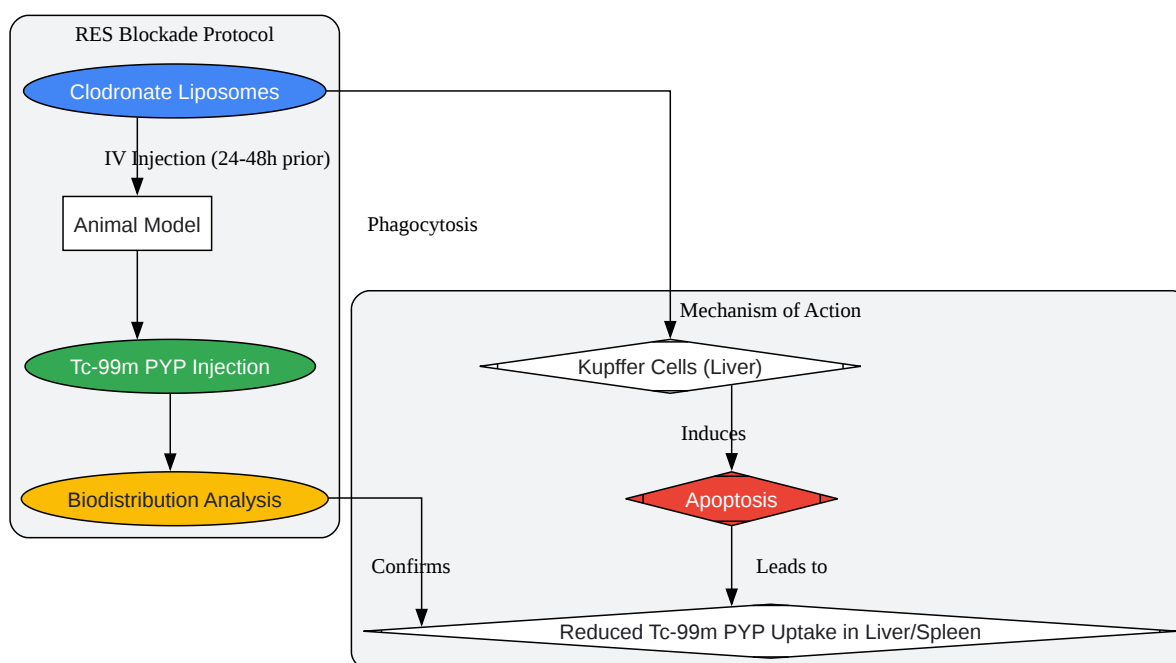 RES Blockade Protocol
Clodronate Liposomes
IV Injection (24-48h prior)
Animal Model
Phagocytosis
Mechanism of Action
Tc-99m PYP Injection
Kupffer Cells (Liver)
Induces
Biodistribution Analysis
Apoptosis
Confirms
Leads to
Reduced Tc-99m PYP Uptake in Liver/Spleen